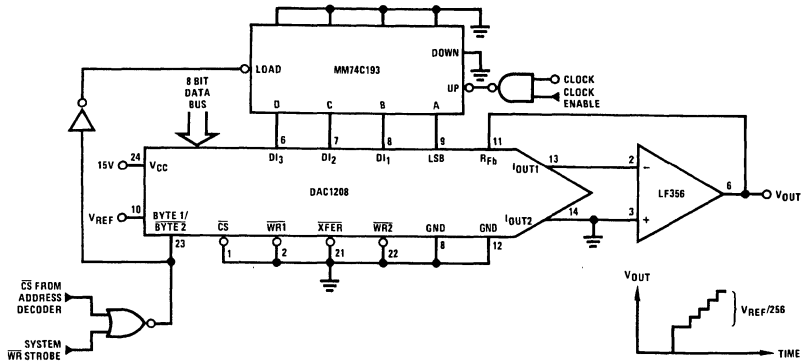 LOAD
MM74C193
DOWN
UP
D
C
B
A
CLOCK
CLOCK
ENABLE
8 BIT
DATA
BUS
6
7
8
9
11
15V
24
VCC
DI3
DI2
DI1
LSB
RFb
IOUT1
13
2
−
LF356
6
VOUT
DAC1208
VREF
10
BYTE 1/
BYTE 2
23
CS
WR1
XFER
WR2
GND
GND
IOUT2
14
3
+
1
2
21
22
8
12
CS FROM
ADDRESS
DECODER
SYSTEM
WR STROBE
VOUT
VREF/256
TIME